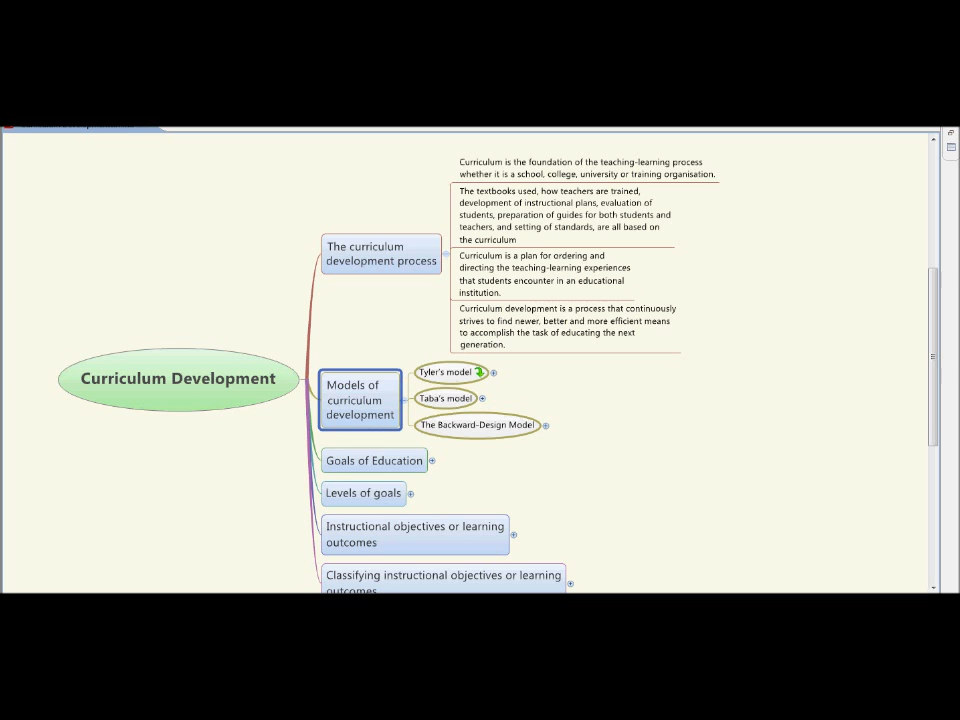 Curriculum is the foundation of the teaching-learning process
whether it is a school, college, university or training organisation.
The textbooks used, how teachers are trained,
development of instructional plans, evaluation of
students, preparation of guides for both students and
teachers, and setting of standards, are all based on
the curriculum
The curriculum
development process
Curriculum is a plan for ordering and
directing the teaching-learning experiences
that students encounter in an educational
institution.
Curriculum development is a process that continuously
strives to find newer, better and more efficient means
to accomplish the task of educating the next
generation.
Curriculum Development
Models of
curriculum
development
Tyler's model
Taba's model
The Backward-Design Model
Goals of Education
Levels of goals
Instructional objectives or learning
outcomes
Classifying instructional objectives or learning
outcomes